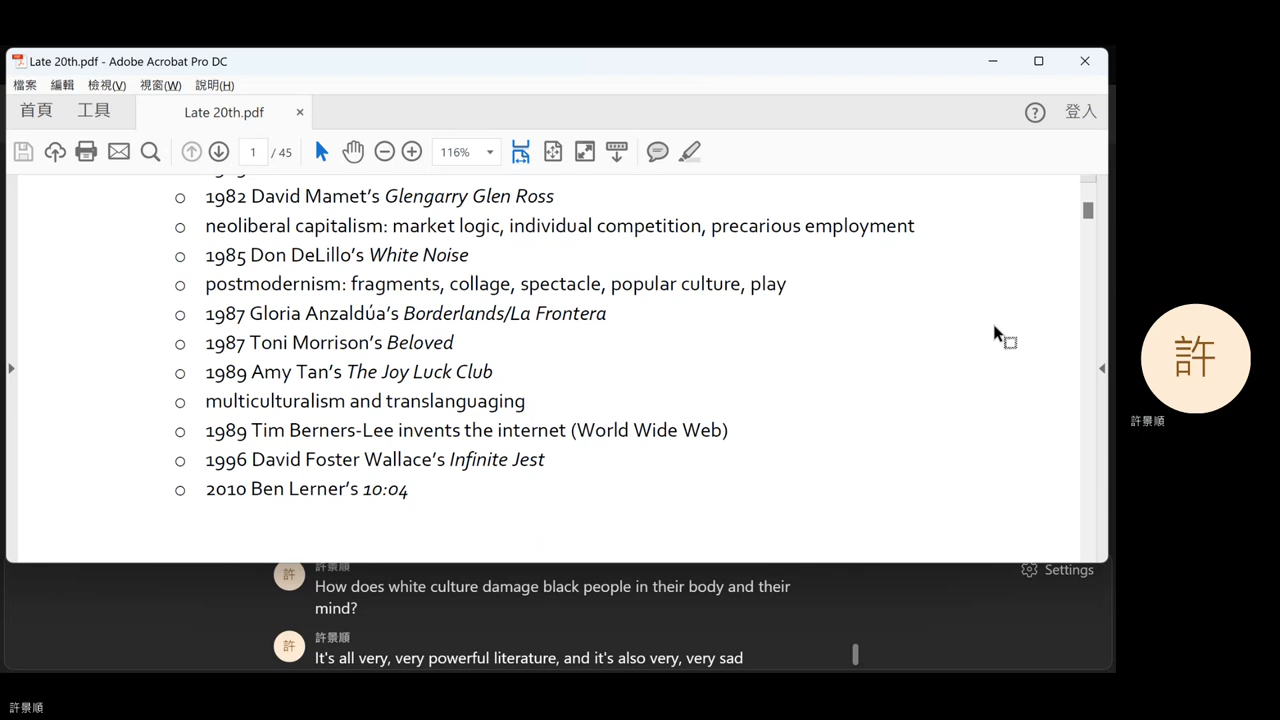 Late 20th.pdf - Adobe Acrobat Pro DC
檔案 編輯 檢視(V) 視窗(W) 說明(H)
首頁 工具 Late 20th.pdf × 登入
1 / 45 116%
1982 David Mamet's Glengarry Glen Ross
neoliberal capitalism: market logic, individual competition, precarious employment
1985 Don DeLillo's White Noise
postmodernism: fragments, collage, spectacle, popular culture, play
1987 Gloria Anzaldúa's Borderlands/La Frontera
1987 Toni Morrison's Beloved
1989 Amy Tan's The Joy Luck Club
multiculturalism and translanguaging
1989 Tim Berners-Lee invents the internet (World Wide Web)
1996 David Foster Wallace's Infinite Jest
2010 Ben Lerner's 10:04
許
許景順
許 許景順
Settings
How does white culture damage black people in their body and their
mind?
許 許景順
It's all very, very powerful literature, and it's also very, very sad
許景順